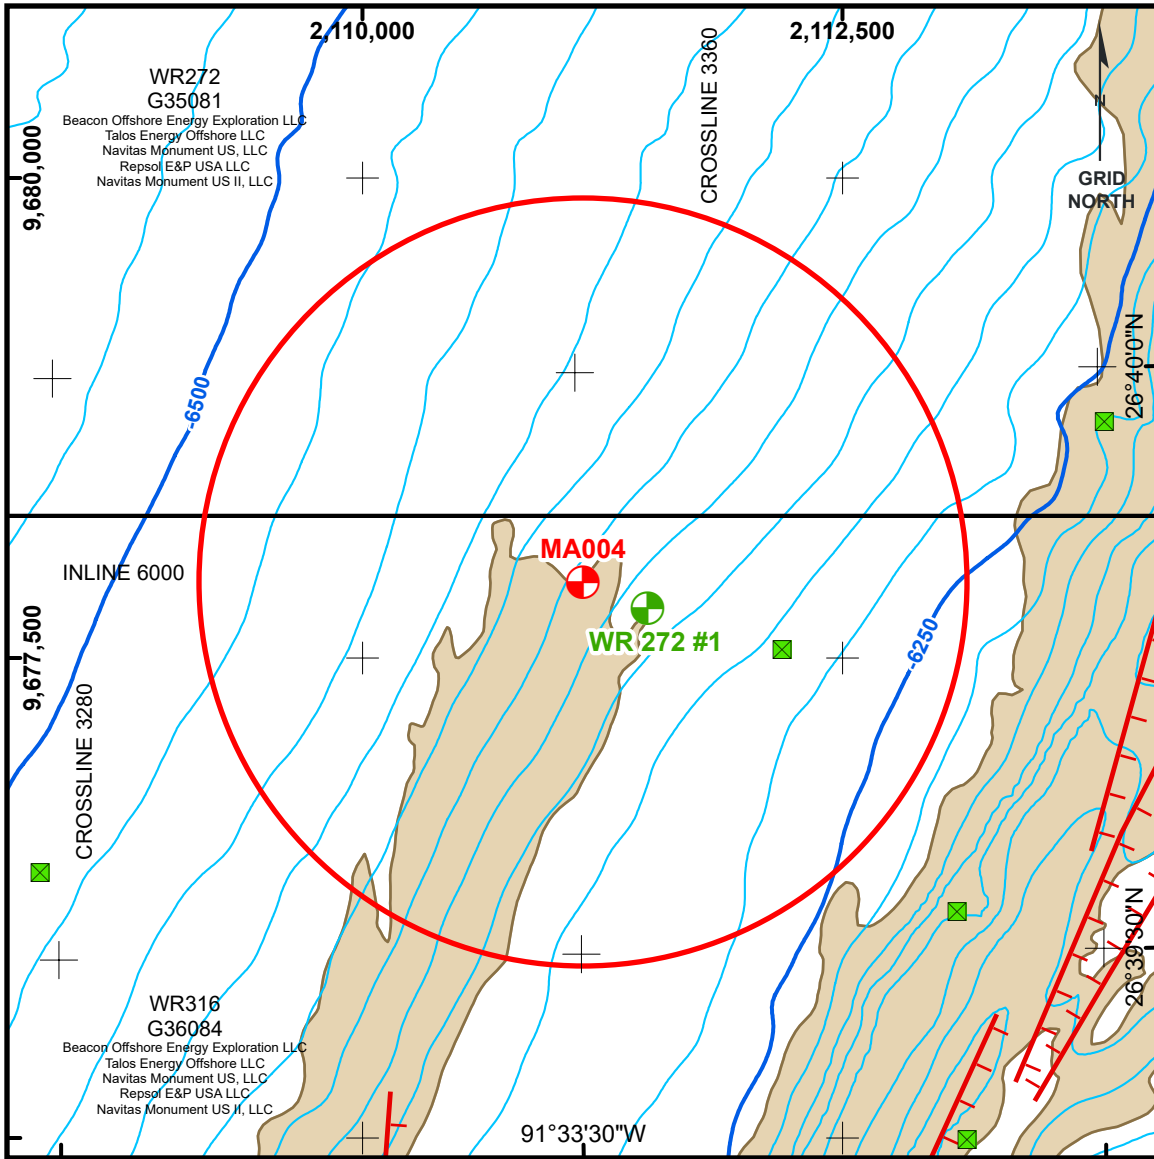 2,110,000
2,112,500
CROSSLINE 3360
WR272
G35081
Beacon Offshore Energy Exploration LLC
Talos Energy Offshore LLC
Navitas Monument US, LLC
Repsol E&P USA LLC
Navitas Monument US II, LLC
9,680,000
N
GRID
NORTH
-6500
26°40'0"N
INLINE 6000
MA004
WR 272 #1
-6250
9,677,500
CROSSLINE 3280
26°39'30"N
WR316
G36084
Beacon Offshore Energy Exploration LLC
Talos Energy Offshore LLC
Navitas Monument US, LLC
Repsol E&P USA LLC
Navitas Monument US II, LLC
91°33'30"W